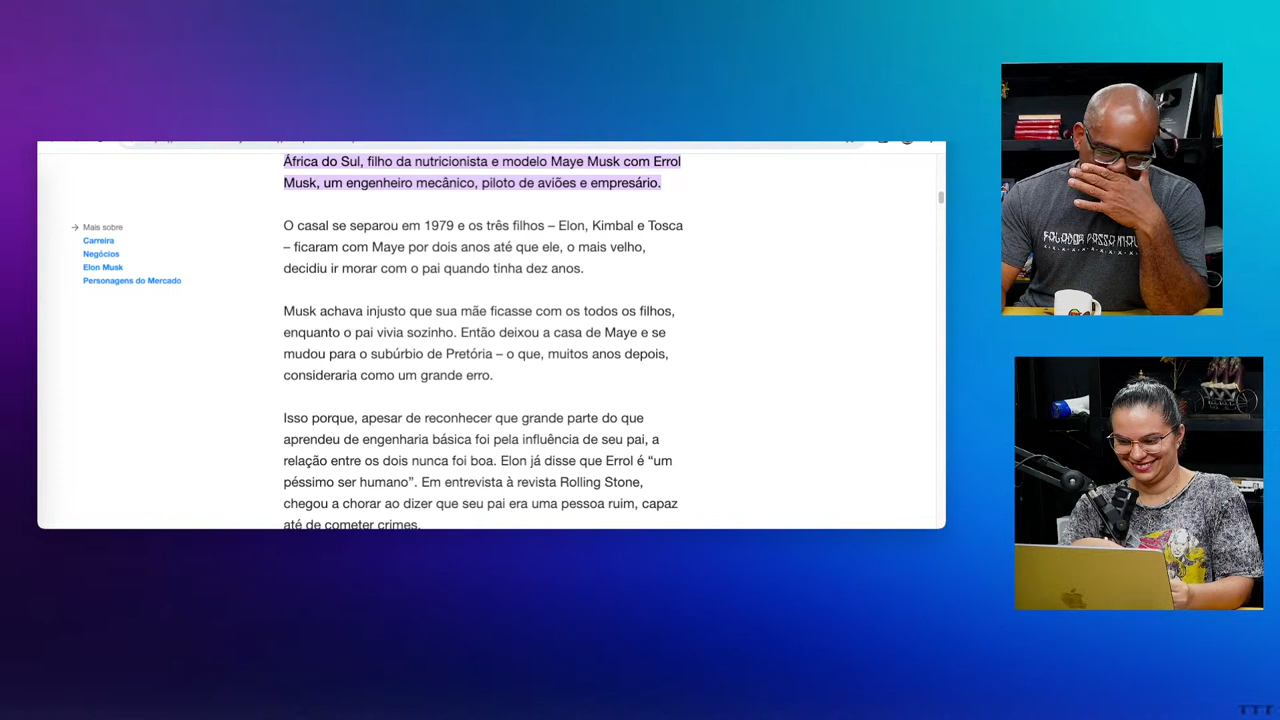 África do Sul, filho da nutricionista e modelo Maye Musk com Errol
Musk, um engenheiro mecânico, piloto de aviões e empresário.
O casal se separou em 1979 e os três filhos – Elon, Kimbal e Tosca
– ficaram com Maye por dois anos até que ele, o mais velho,
decidiu ir morar com o pai quando tinha dez anos.
Musk achava injusto que sua mãe ficasse com os todos os filhos,
enquanto o pai vivia sozinho. Então deixou a casa de Maye e se
mudou para o subúrbio de Pretória – o que, muitos anos depois,
consideraria como um grande erro.
Isso porque, apesar de reconhecer que grande parte do que
aprendeu de engenharia básica foi pela influência de seu pai, a
relação entre os dois nunca foi boa. Elon já disse que Errol é “um
péssimo ser humano”. Em entrevista à revista Rolling Stone,
chegou a chorar ao dizer que seu pai era uma pessoa ruim, capaz
até de cometer crimes.
→ Mais sobre
Carreira
Negócios
Elon Musk
Personagens do Mercado